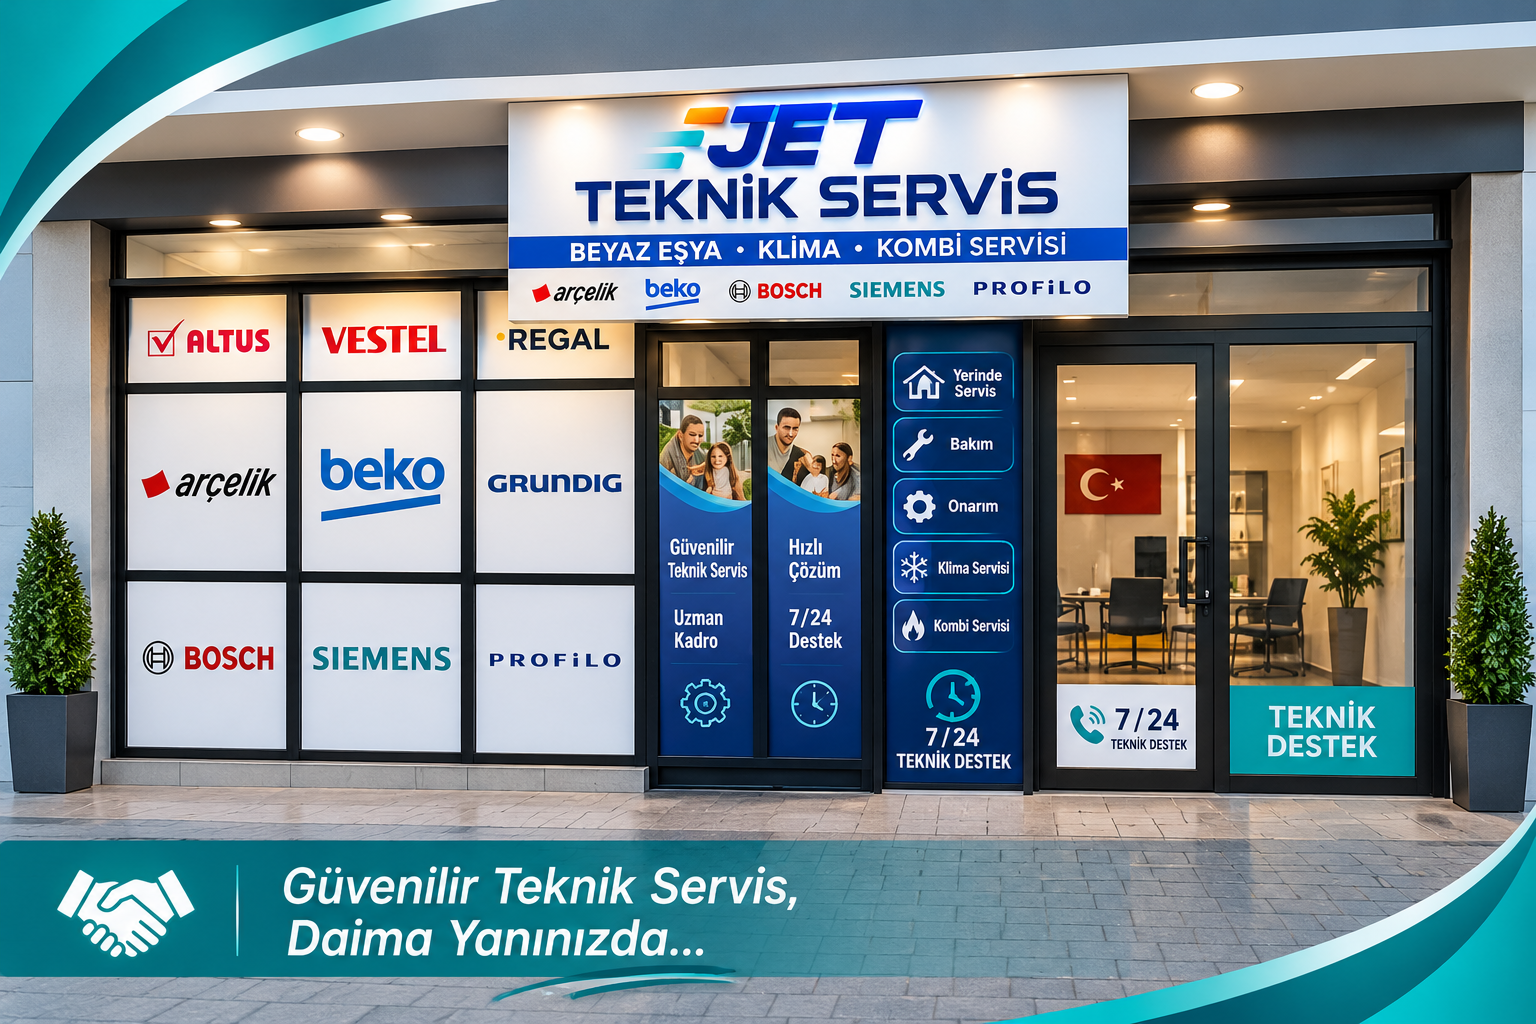 JET
TEKNİK SERVİS
BEYAZ EŞYA • KLİMA • KOMBİ SERVİSİ
arçelik beko BOSCH SIEMENS PROFiLO
ALTUS VESTEL REGAL
arçelik beko GRUNDIG
BOSCH SIEMENS PROFiLO
Güvenilir
Teknik Servis
Uzman
Kadro
Hızlı
Çözüm
7/24
Destek
Yerinde
Servis
Bakım
Onarım
Klima Servisi
Kombi Servisi
7/24
TEKNİK DESTEK
7/24
TEKNİK DESTEK
TEKNİK
DESTEK
Güvenilir Teknik Servis,
Daima Yanınızda...